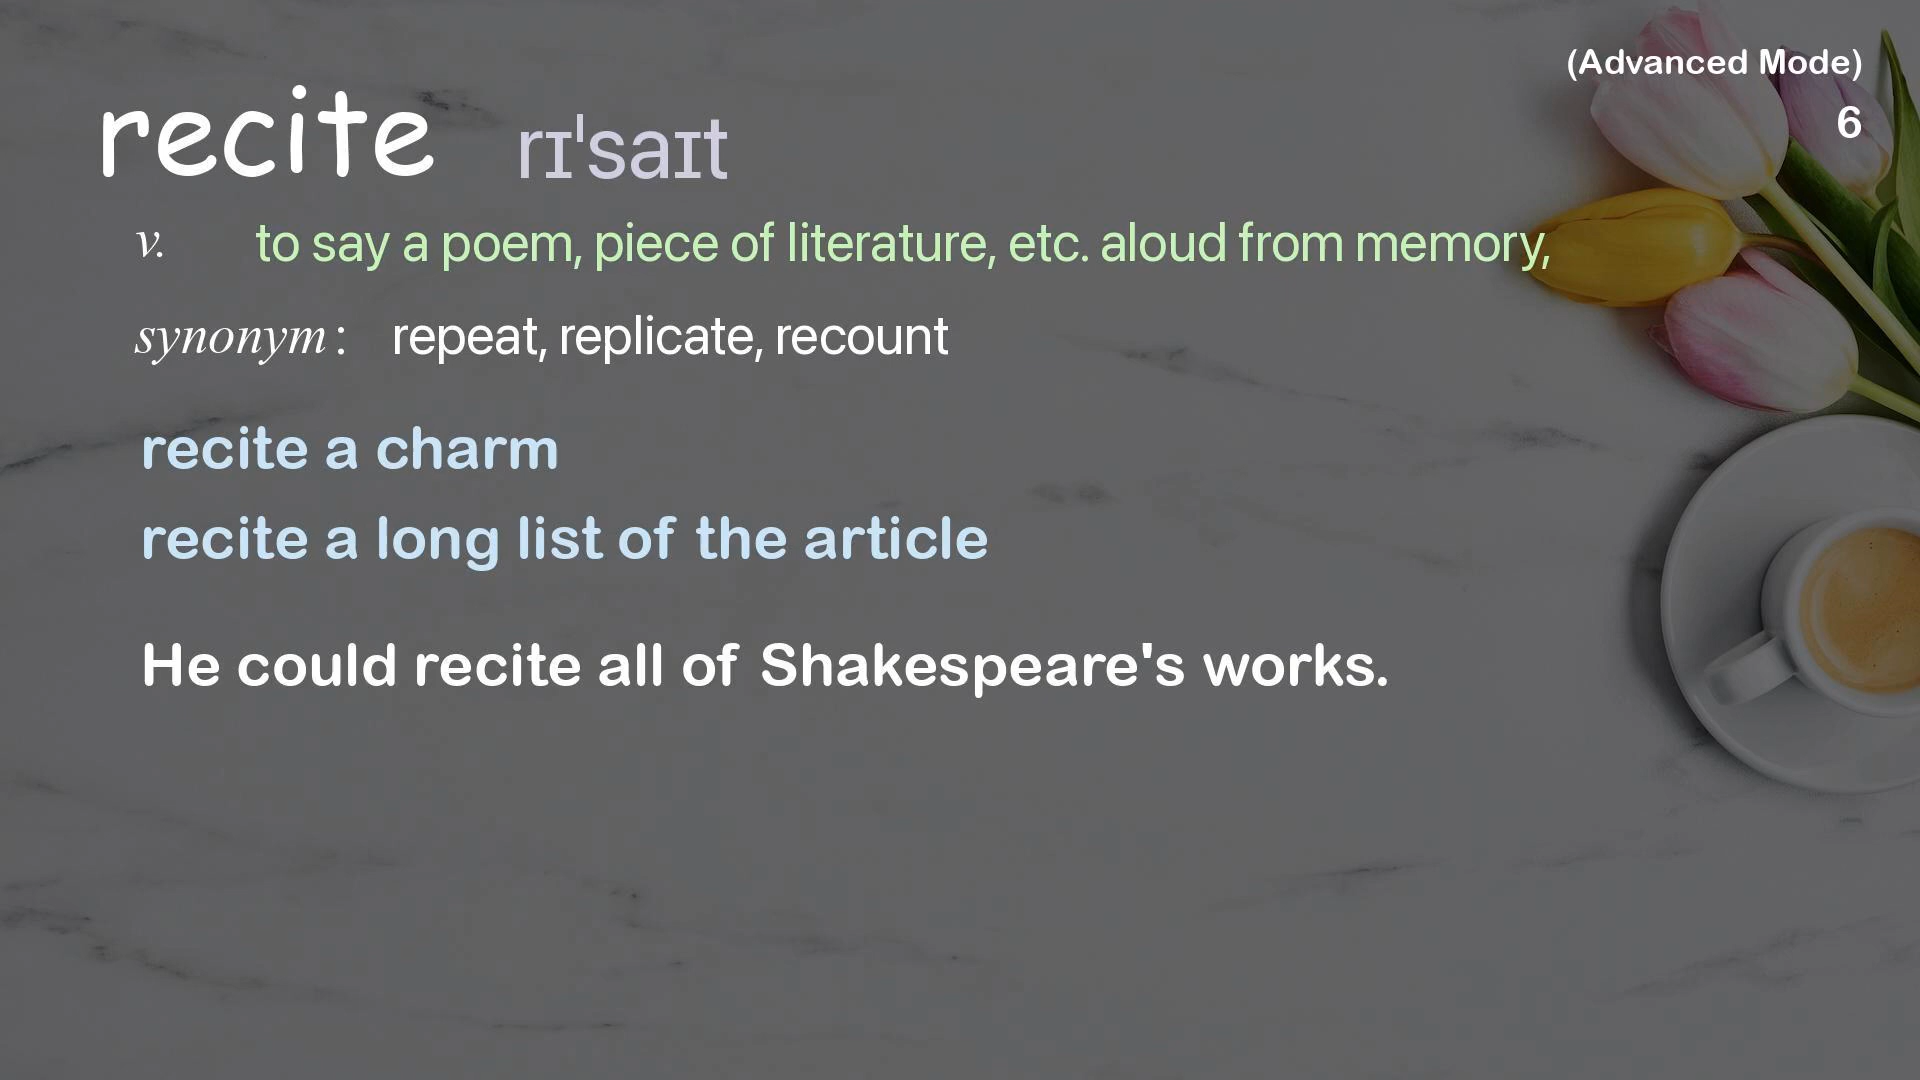 (Advanced Mode)
6
recite rɪˈsaɪt
v. to say a poem, piece of literature, etc. aloud from memory,
synonym : repeat, replicate, recount
recite a charm
recite a long list of the article
He could recite all of Shakespeare's works.